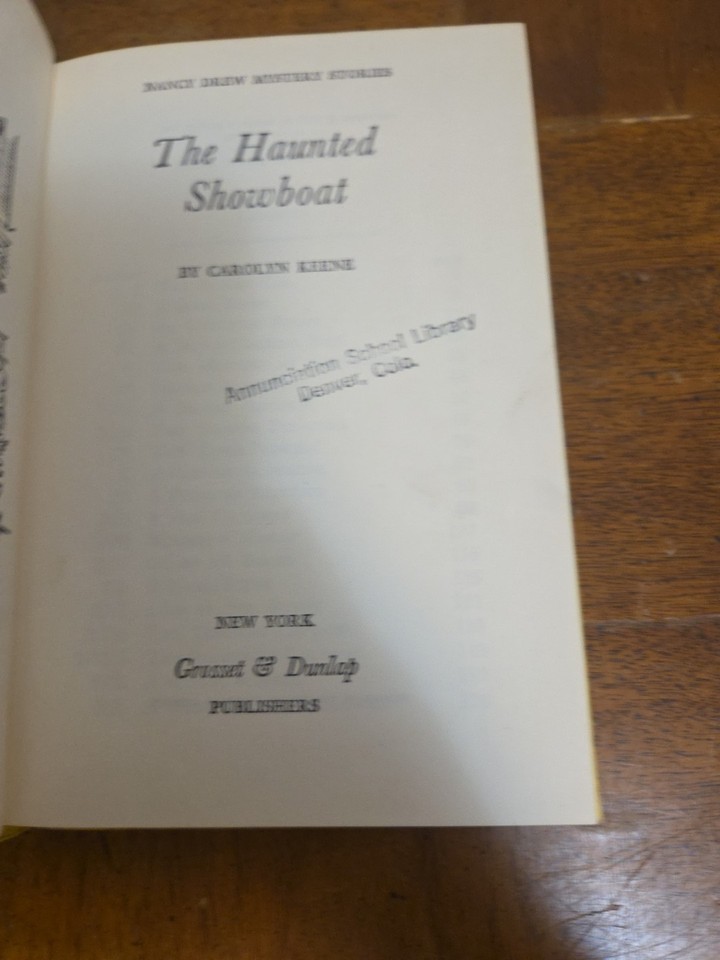 NANCY DREW MYSTERY STORIES
The Haunted
Showboat
BY CAROLYN KEENE
Annunciation School Library
Denver, Colo.
NEW YORK
Grosset & Dunlap
PUBLISHERS